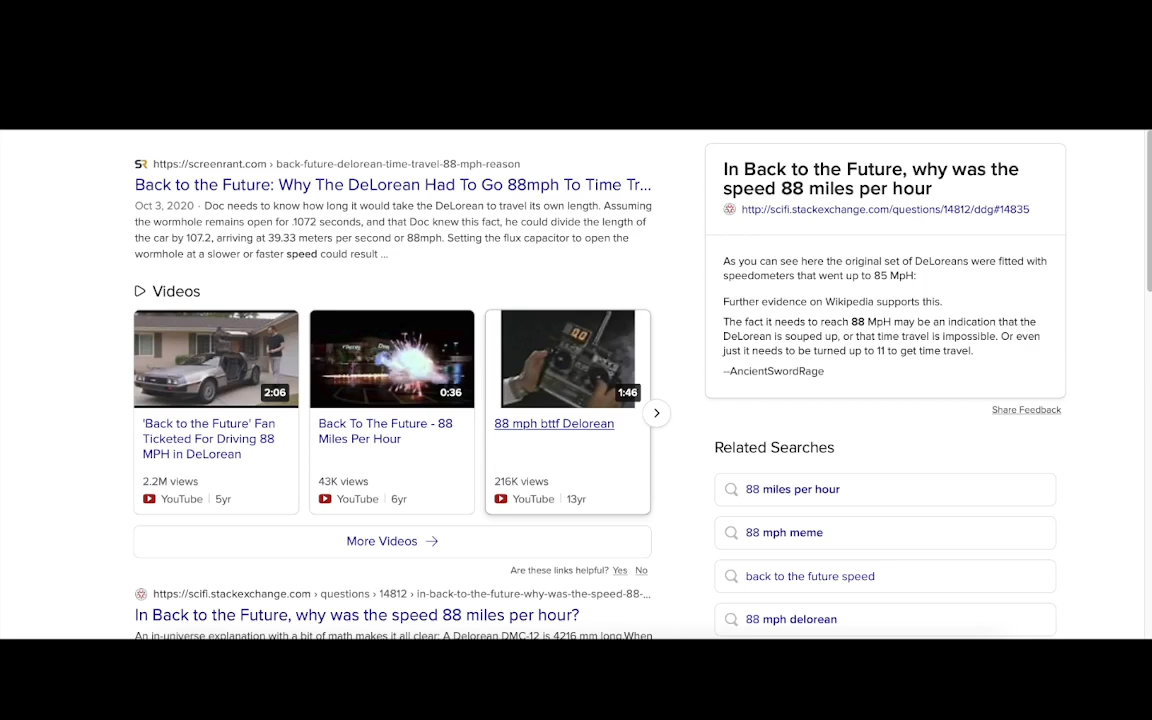 SR https://screenrant.com › back-future-delorean-time-travel-88-mph-reason
Back to the Future: Why The DeLorean Had To Go 88mph To Time Tr...
Oct 3, 2020 · Doc needs to know how long it would take the DeLorean to travel its own length. Assuming
the wormhole remains open for .1072 seconds, and that Doc knew this fact, he could divide the length of
the car by 107.2, arriving at 39.33 meters per second or 88mph. Setting the flux capacitor to open the
wormhole at a slower or faster speed could result ...
Videos
2:06
0:36
1:46
'Back to the Future' Fan
Ticketed For Driving 88
MPH in DeLorean
2.2M views
YouTube | 5yr
Back To The Future - 88
Miles Per Hour
43K views
YouTube | 6yr
88 mph bttf Delorean
216K views
YouTube | 13yr
More Videos →
Are these links helpful? Yes No
https://scifi.stackexchange.com › questions › 14812 › in-back-to-the-future-why-was-the-speed-88-...
In Back to the Future, why was the speed 88 miles per hour?
An in-universe explanation with a bit of math makes it all clear: A Delorean DMC-12 is 4216 mm long.When
In Back to the Future, why was the
speed 88 miles per hour
http://scifi.stackexchange.com/questions/14812/ddg#14835
As you can see here the original set of DeLoreans were fitted with
speedometers that went up to 85 MpH:
Further evidence on Wikipedia supports this.
The fact it needs to reach 88 MpH may be an indication that the
DeLorean is souped up, or that time travel is impossible. Or even
just it needs to be turned up to 11 to get time travel.
--AncientSwordRage
Share Feedback
Related Searches
88 miles per hour
88 mph meme
back to the future speed
88 mph delorean